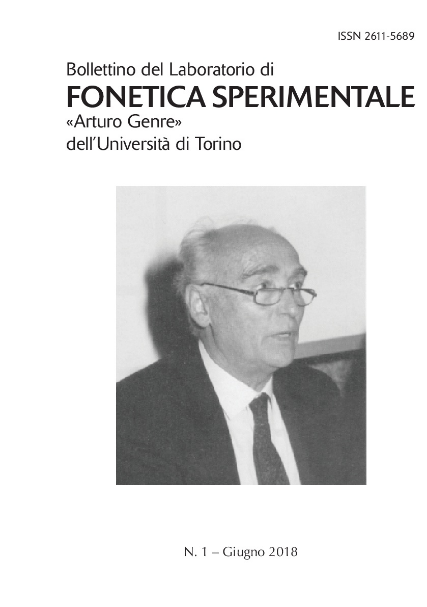 ISSN 2611-5689
Bollettino del Laboratorio di
FONETICA SPERIMENTALE
«Arturo Genre»
dell'Università di Torino
N. 1 – Giugno 2018